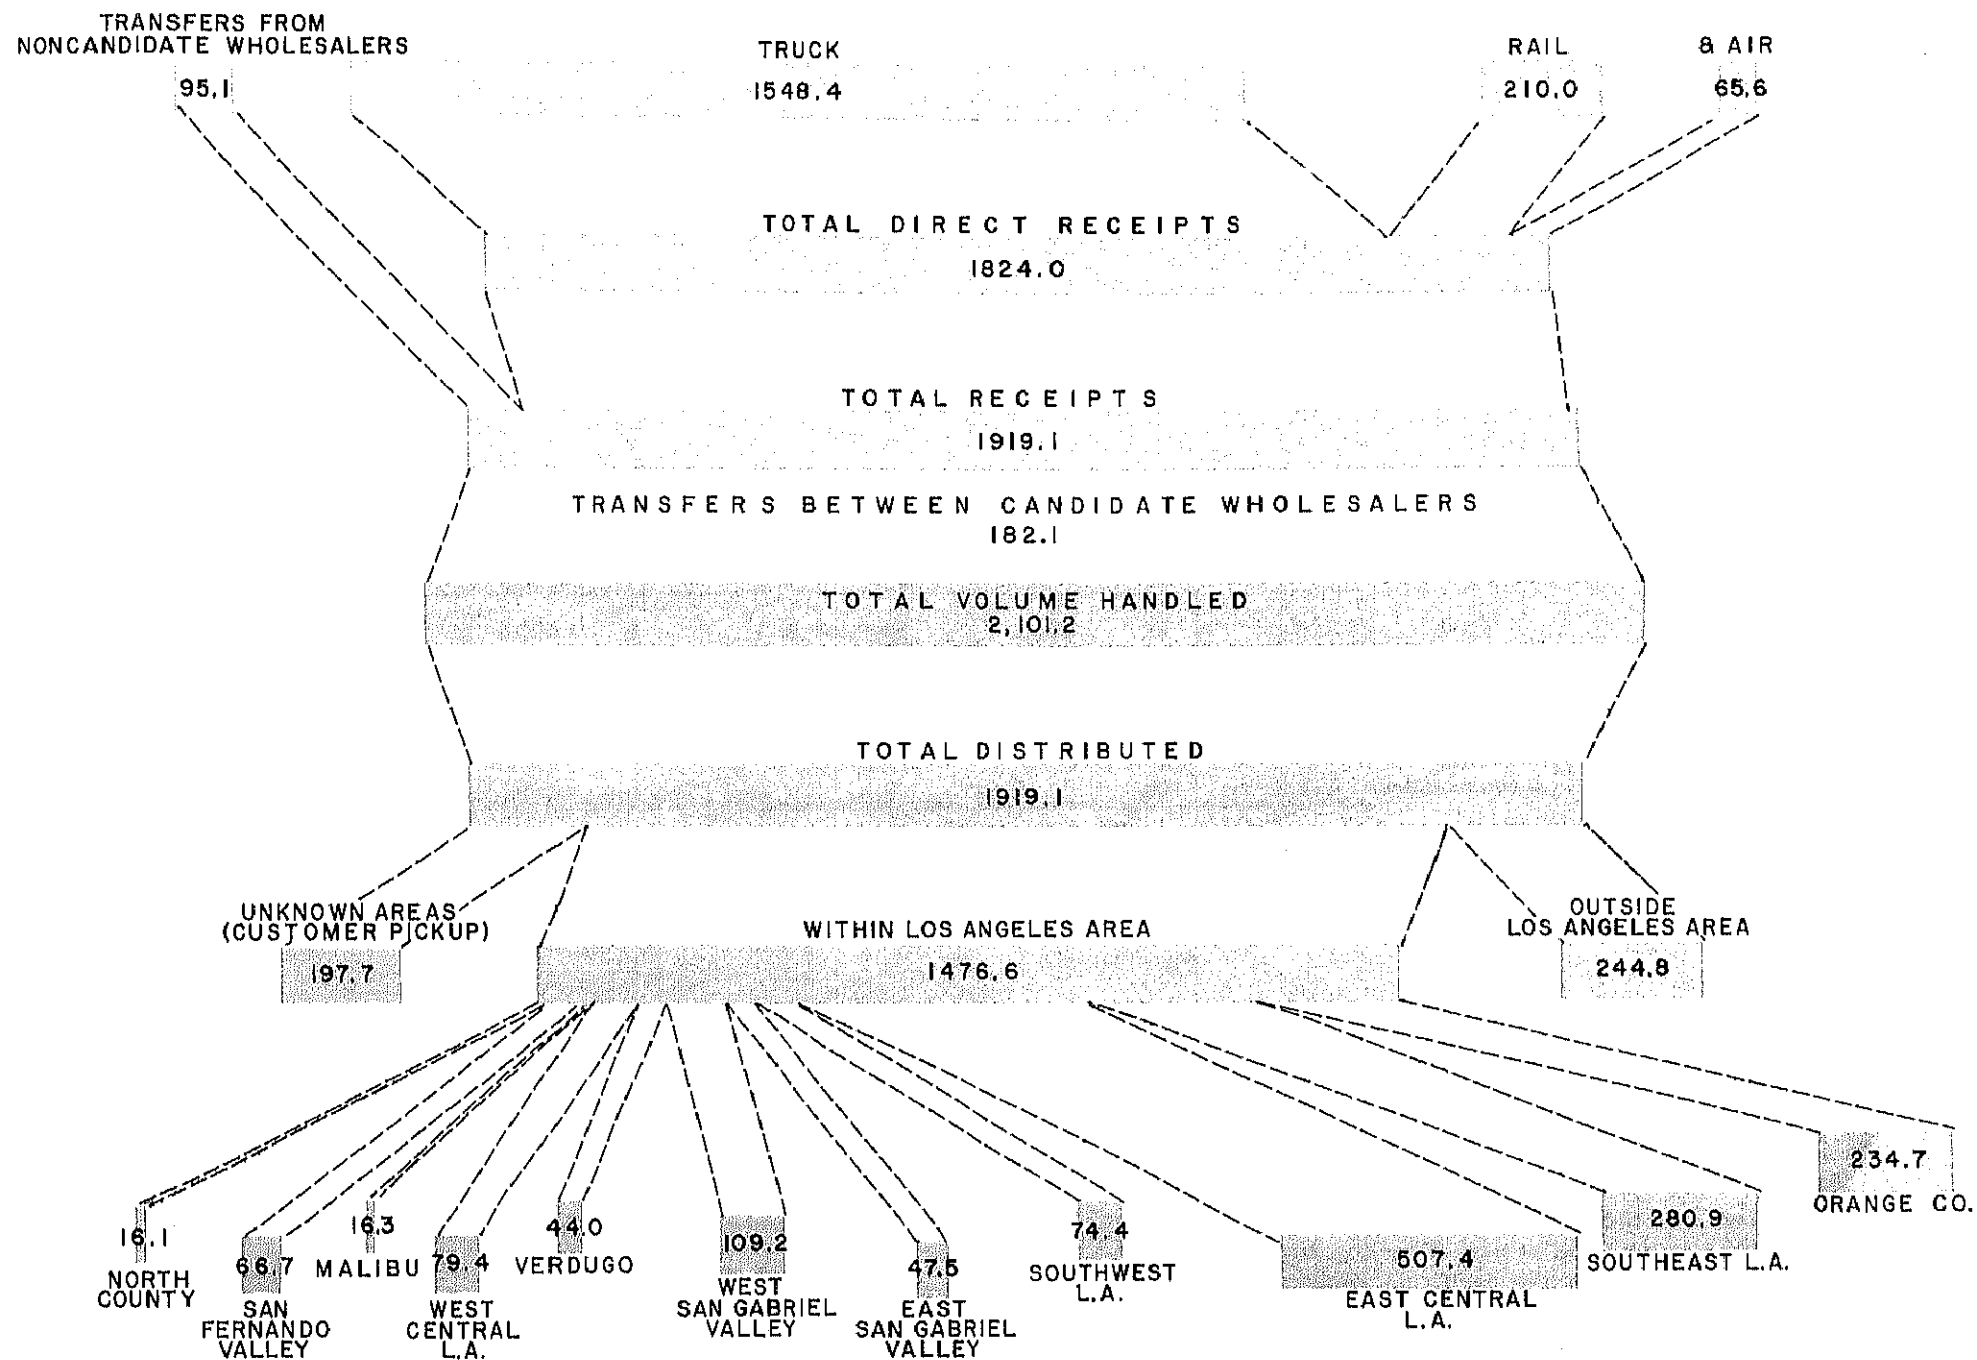 TRANSFERS FROM
NONCANDIDATE WHOLESALERS
95.1
TRUCK
1548.4
RAIL
210.0
& AIR
65.6
TOTAL DIRECT RECEIPTS
1824.0
TOTAL RECEIPTS
1919.1
TRANSFERS BETWEEN CANDIDATE WHOLESALERS
182.1
TOTAL VOLUME HANDLED
2,101.2
TOTAL DISTRIBUTED
1919.1
UNKNOWN AREAS
(CUSTOMER PICKUP)
197.7
WITHIN LOS ANGELES AREA
1476.6
OUTSIDE
LOS ANGELES AREA
244.8
16.1
NORTH
COUNTY
66.7
SAN
FERNANDO
VALLEY
16.3
MALIBU
79.4
WEST
CENTRAL
L.A.
44.0
VERDUGO
109.2
WEST
SAN GABRIEL
VALLEY
47.5
EAST
SAN GABRIEL
VALLEY
74.4
SOUTHWEST
L.A.
507.4
EAST CENTRAL
L.A.
280.9
SOUTHEAST L.A.
234.7
ORANGE CO.